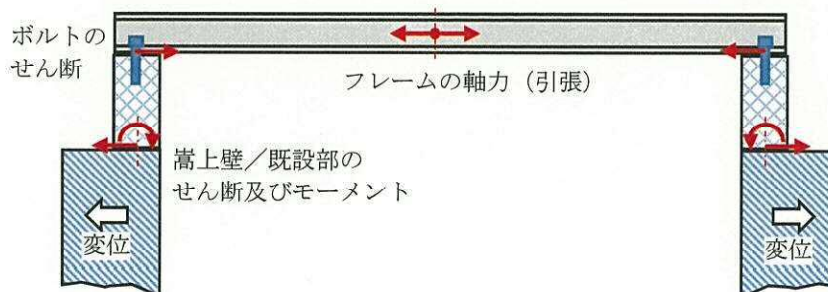 ボルトの
せん断
フレームの軸力（引張）
嵩上壁／既設部の
せん断及びモーメント
変位
変位